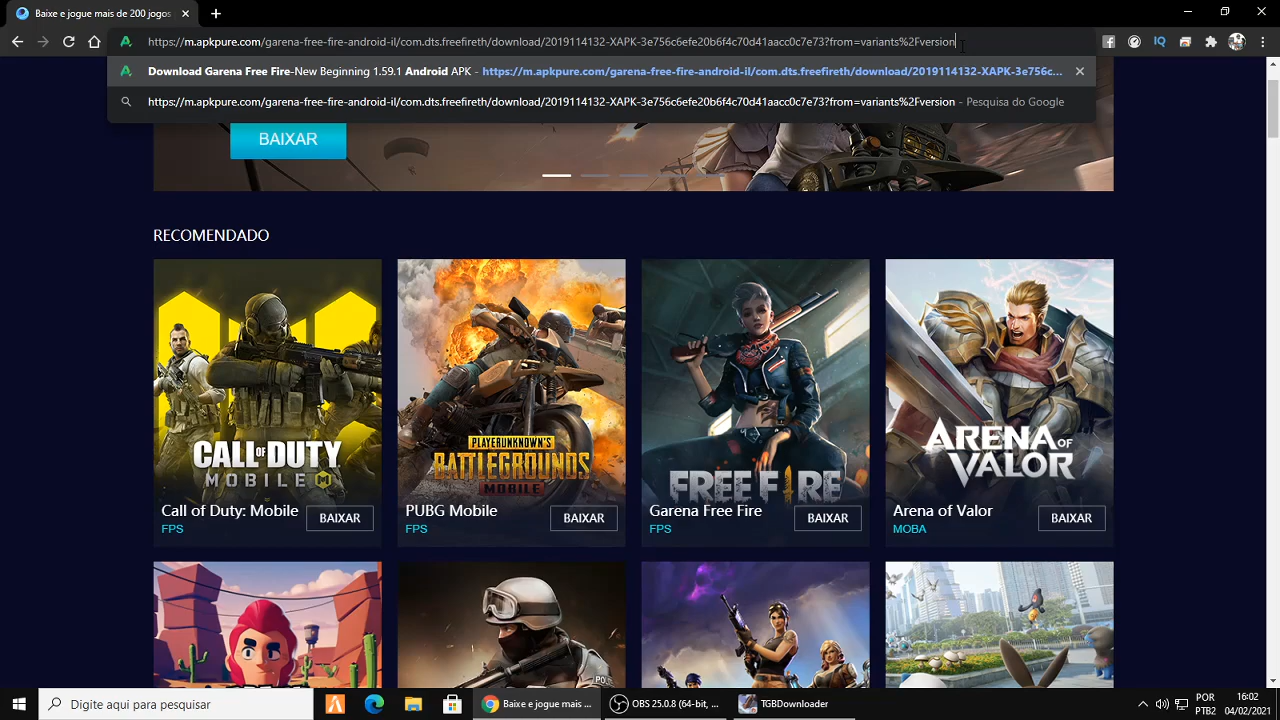 Baixe e jogue mais de 200 jogos
https://m.apkpure.com/garena-free-fire-android-il/com.dts.freefireth/download/2019114132-XAPK-3e756c6efe20b6f4c70d41aacc0c7e73?from=variants%2Fversion
IQ
Download Garena Free Fire-New Beginning 1.59.1 Android APK - https://m.apkpure.com/garena-free-fire-android-il/com.dts.freefireth/download/2019114132-XAPK-3e756c...
https://m.apkpure.com/garena-free-fire-android-il/com.dts.freefireth/download/2019114132-XAPK-3e756c6efe20b6f4c70d41aacc0c7e73?from=variants%2Fversion - Pesquisa do Google
BAIXAR
RECOMENDADO
CALL OF DUTY
MOBILE
Call of Duty: Mobile
FPS
BAIXAR
PLAYERUNKNOWN'S
BATTLEGROUNDS
MOBILE
PUBG Mobile
FPS
BAIXAR
FREE FIRE
Garena Free Fire
FPS
BAIXAR
ARENA OF
VALOR
Arena of Valor
MOBA
BAIXAR
Digite aqui para pesquisar
Baixe e jogue mais ...
OBS 25.0.8 (64-bit, ...
TGBDownloader
POR
PTB2
16:02
04/02/2021